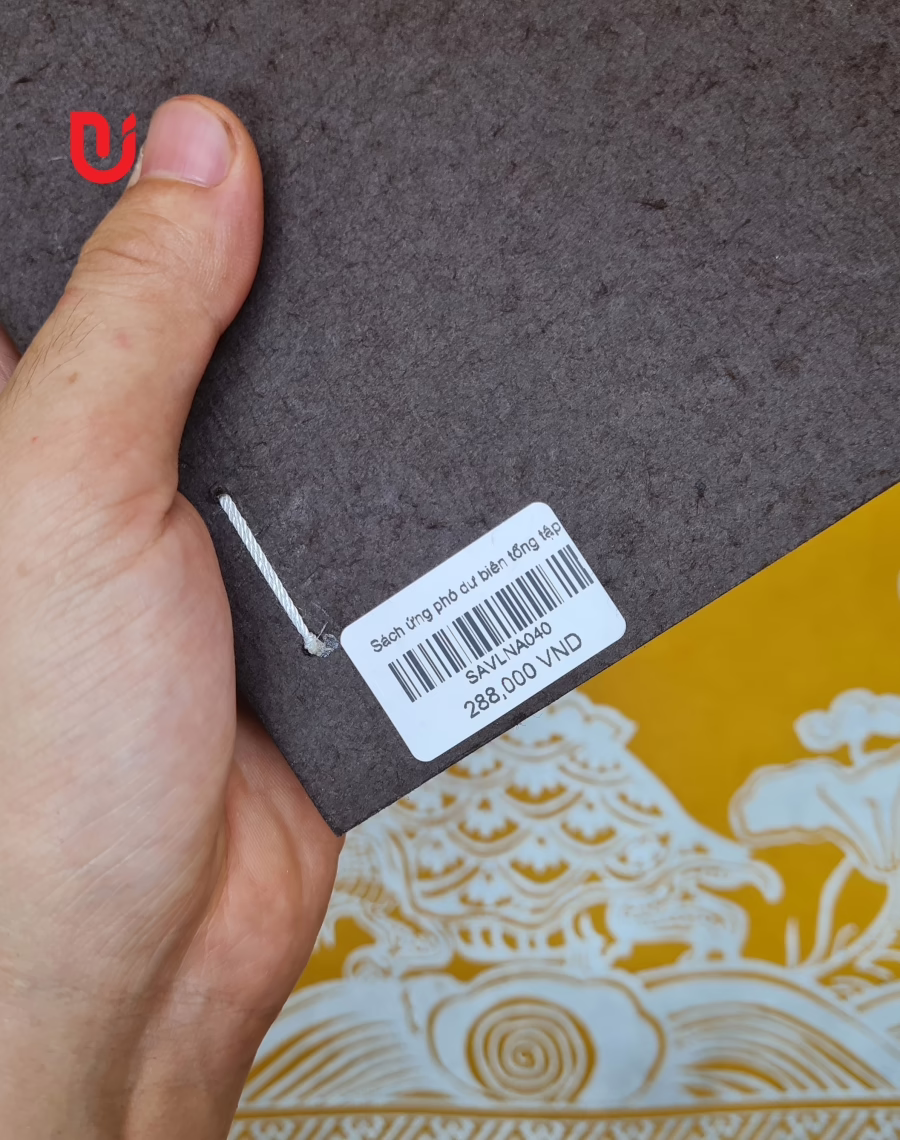 Sách ứng phó dư biên tổng tập
SAVLNA040
288,000 VND